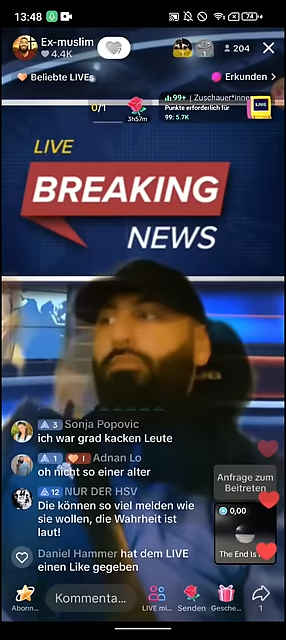 13:48
74
Ex-muslim
4.4K
204
Beliebte LIVEs
Erkunden >
0/1
3h57m
99+ | Zuschauer*inne
Punkte erforderlich für
99: 5.7K
LIVE
LIVE
BREAKING
NEWS
3 Sonja Popovic
ich war grad kacken Leute
1 1 Adnan Lo
oh nicht so einer alter
12 NUR DER HSV
Die können so viel melden wie
sie wollen, die Wahrheit ist
laut!
Daniel Hammer hat dem LIVE
einen Like gegeben
Anfrage zum
Beitreten
0,00
The End Is
Abonn...
Kommenta...
LIVE mi...
Senden
Gesche...
1